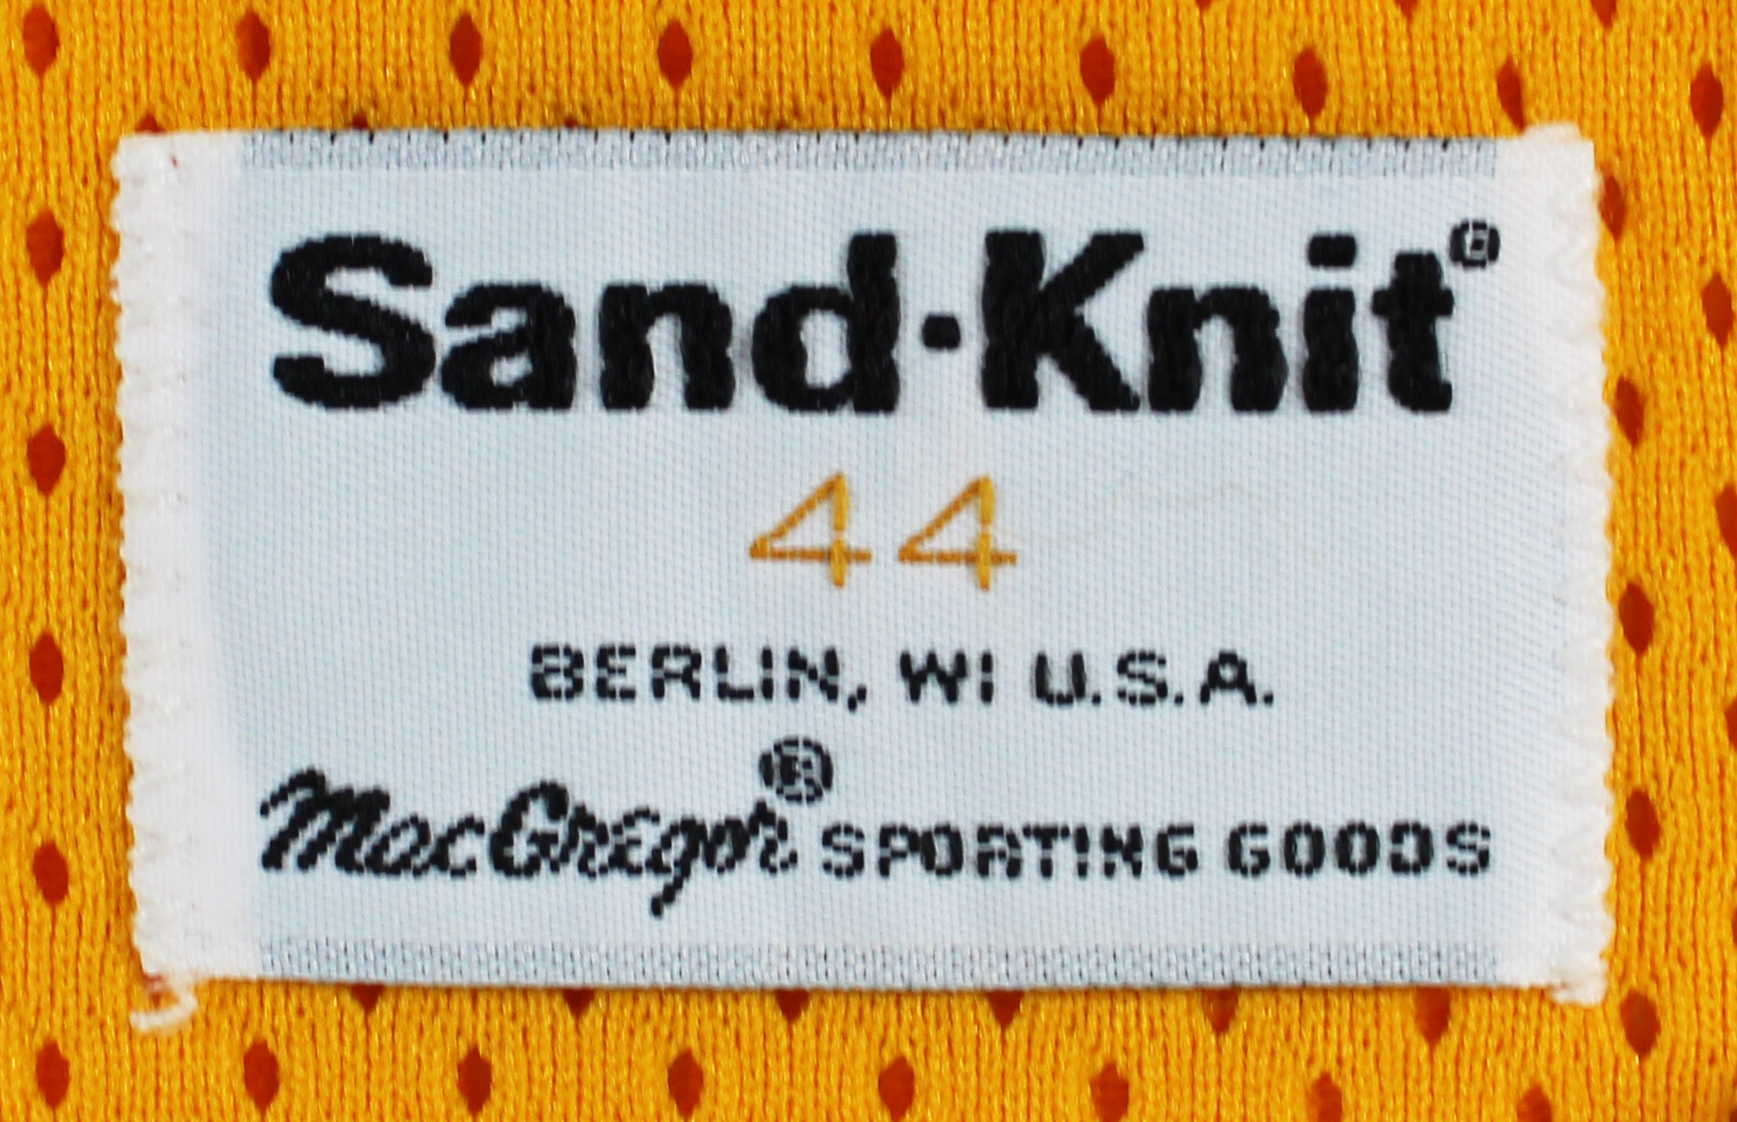 Sand·Knit®
44
BERLIN, WI U.S.A.
MacGregor® SPORTING GOODS